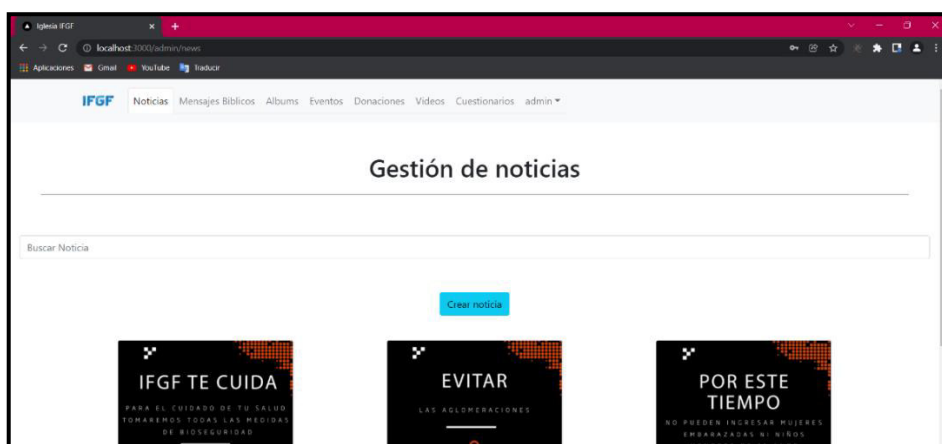 Iglesia IFGF
localhost:3000/admin/news
Aplicaciones Gmail YouTube Traducir
IFGF Noticias Mensajes Bíblicos Albums Eventos Donaciones Videos Cuestionarios admin
Gestión de noticias
Buscar Noticia
Crear noticia
IFGF TE CUIDA
PARA EL CUIDADO DE TU SALUD
TOMAREMOS TODAS LAS MEDIDAS
DE BIOSEGURIDAD
EVITAR
LAS AGLOMERACIONES
POR ESTE
TIEMPO
NO PUEDEN INGRESAR MUJERES
EMBARAZADAS NI NIÑOS